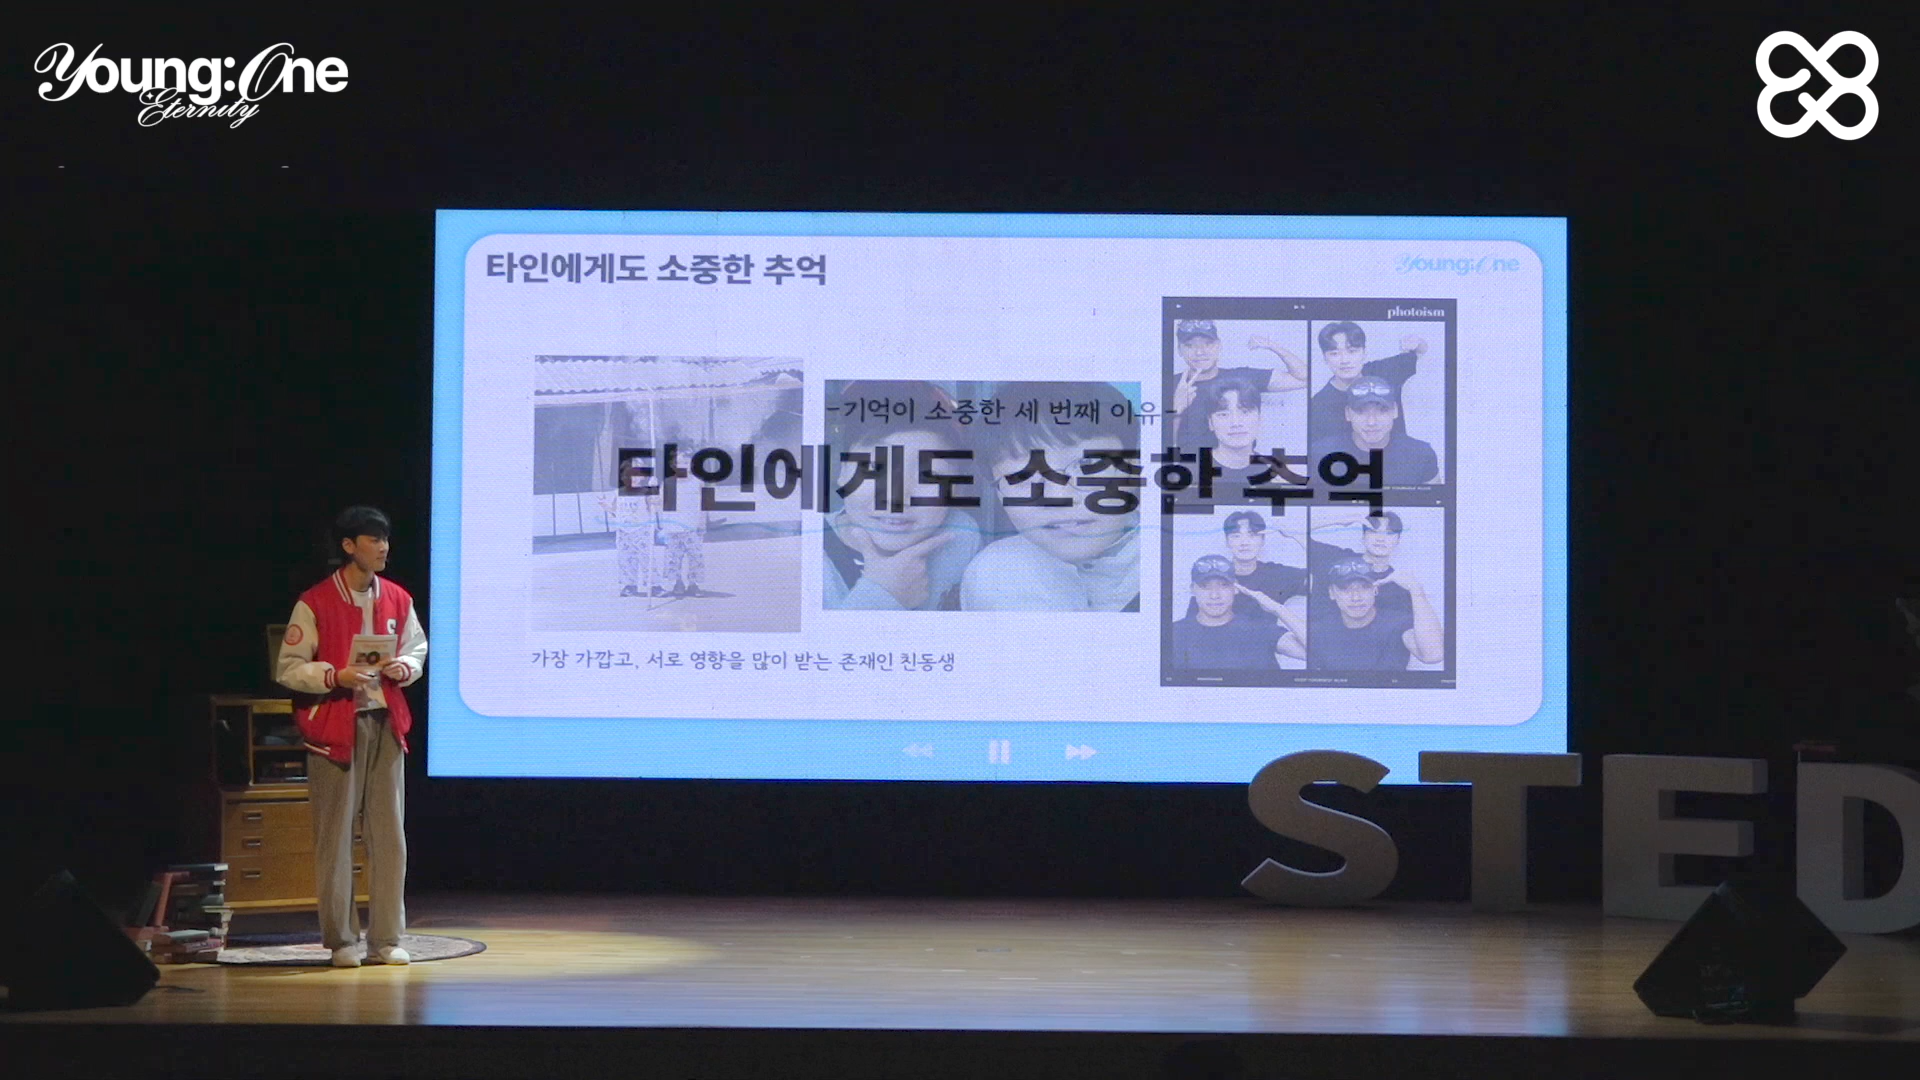 Young:One
Eternity
타인에게도 소중한 추억
Young:One
photoism
-기억이 소중한 세 번째 이유-
타인에게도 소중한 추억
가장 가깝고, 서로 영향을 많이 받는 존재인 친동생
STED